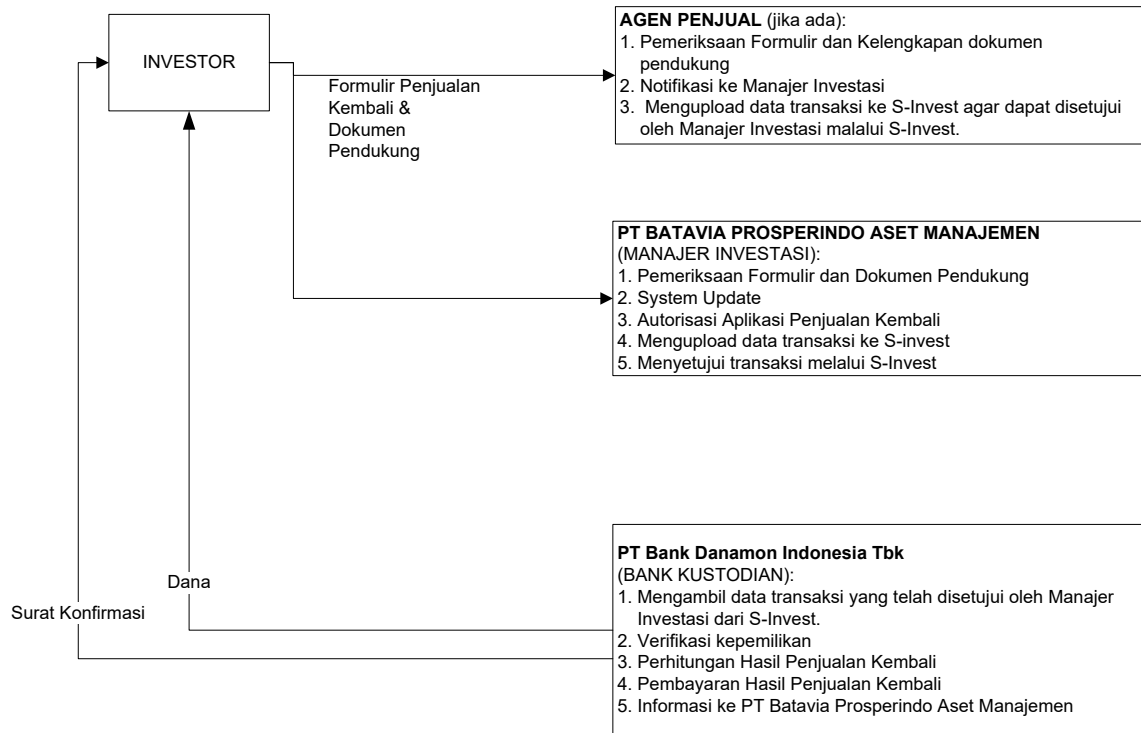 INVESTOR
Formulir Penjualan
Kembali &
Dokumen
Pendukung
AGEN PENJUAL (jika ada):
1. Pemeriksaan Formulir dan Kelengkapan dokumen
pendukung
2. Notifikasi ke Manajer Investasi
3. Mengupload data transaksi ke S-Invest agar dapat disetujui
oleh Manajer Investasi malalui S-Invest.
PT BATAVIA PROSPERINDO ASET MANAJEMEN
(MANAJER INVESTASI):
1. Pemeriksaan Formulir dan Dokumen Pendukung
2. System Update
3. Autorisasi Aplikasi Penjualan Kembali
4. Mengupload data transaksi ke S-invest
5. Menyetujui transaksi melalui S-Invest
Dana
Surat Konfirmasi
PT Bank Danamon Indonesia Tbk
(BANK KUSTODIAN):
1. Mengambil data transaksi yang telah disetujui oleh Manajer
Investasi dari S-Invest.
2. Verifikasi kepemilikan
3. Perhitungan Hasil Penjualan Kembali
4. Pembayaran Hasil Penjualan Kembali
5. Informasi ke PT Batavia Prosperindo Aset Manajemen